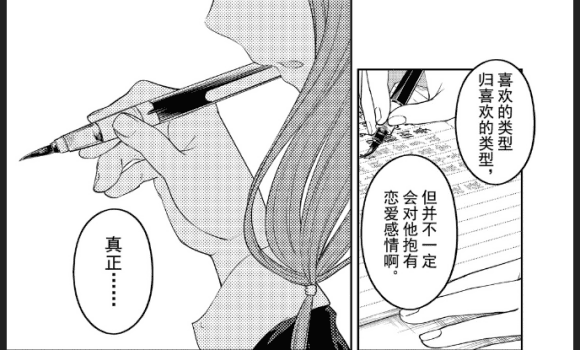 喜欢的类型
归喜欢的类型，
但并不一定
会对他抱有
恋爱感情啊。
真正……